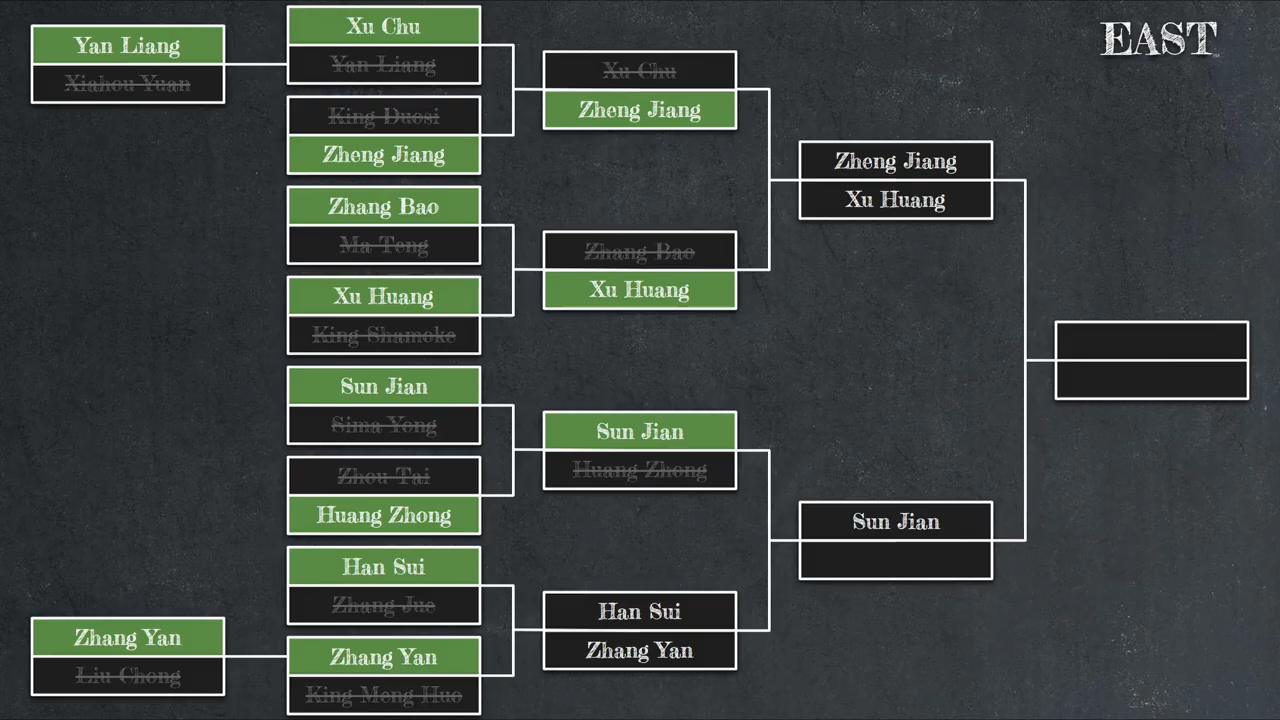 EAST
Yan Liang
Xiahou Yuan
Zhang Yan
Liu Chong
Xu Chu
Yan Liang
King Duosi
Zheng Jiang
Zhang Bao
Ma Teng
Xu Huang
King Shamoke
Sun Jian
Sima Yong
Zhou Tai
Huang Zhong
Han Sui
Zhang Jue
Zhang Yan
King Meng Huo
Xu Chu
Zheng Jiang
Zhang Bao
Xu Huang
Sun Jian
Huang Zhong
Han Sui
Zhang Yan
Zheng Jiang
Xu Huang
Sun Jian